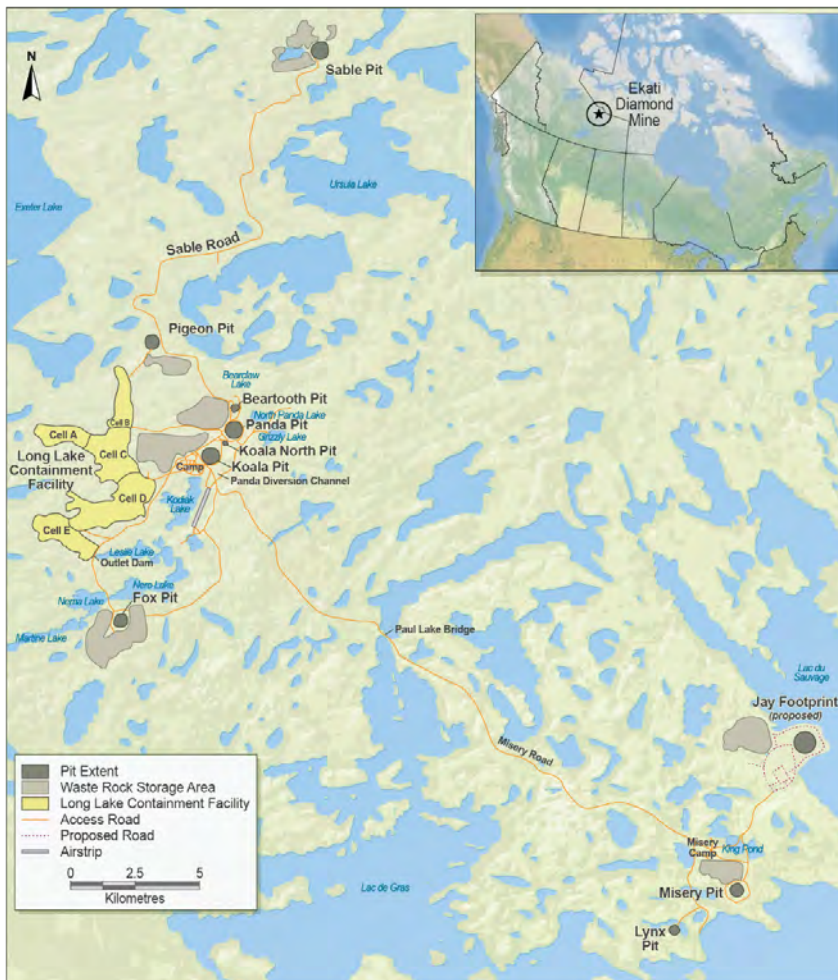 N
Sable Pit
Ekati
Diamond
Mine
Ursula Lake
Exeter Lake
Sable Road
Pigeon Pit
Bearclaw
Lake
Beartooth Pit
North Panda Lake
Cell B
Panda Pit
Cell A
Grizzly Lake
Koala North Pit
Cell C
Long Lake
Containment
Facility
Camp
Koala Pit
Panda Diversion Channel
Cell D
Kodiak
Lake
Cell E
Leslie Lake
Outlet Dam
Nero Lake
Nema Lake
Fox Pit
Martine Lake
Paul Lake Bridge
Lac du
Sauvage
Jay Footprint
(proposed)
Misery Road
Pit Extent
Waste Rock Storage Area
Long Lake Containment Facility
Access Road
Proposed Road
Airstrip
0 2.5 5
Kilometres
Misery
Camp
King Pond
Lac de Gras
Misery Pit
Lynx
Pit